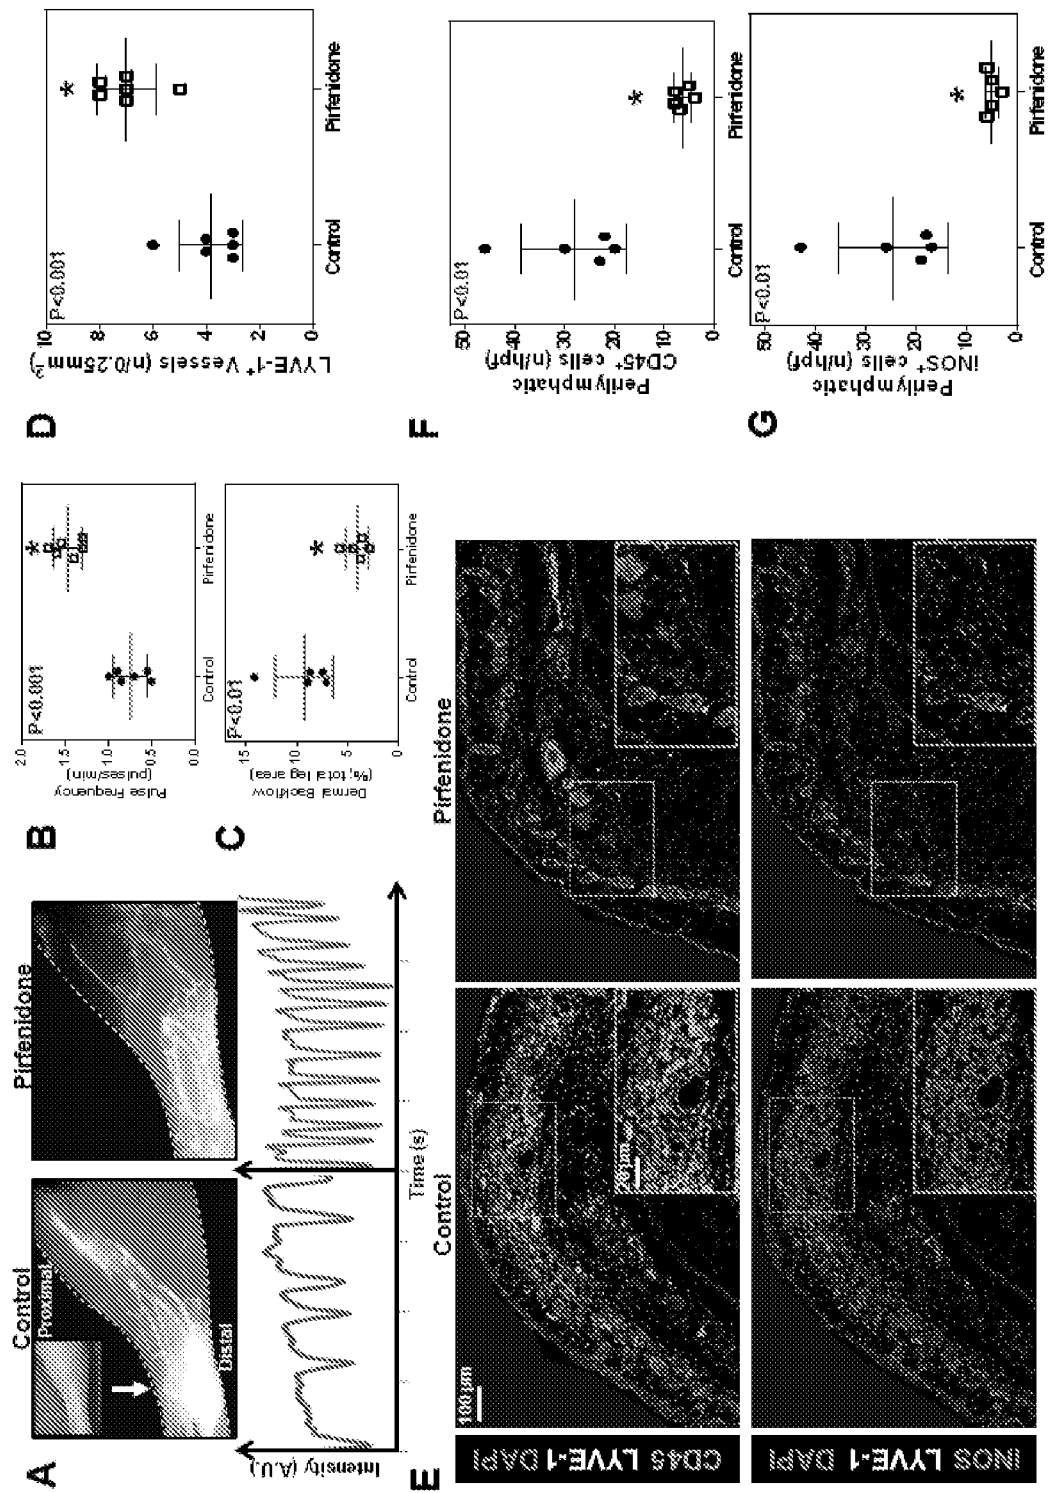 A
Control
Pirfenidone
Proximal
Distal
Intensity (A.U.)
Time (s)
B
P<0.001
2.0
1.5
1.0
0.5
0.0
Pulse Frequency
(pulses/min)
*
Control
Pirfenidone
C
P<0.01
15
10
5
0
Dermal Backflow
(%; total leg area)
*
Control
Pirfenidone
D
P<0.001
10
8
6
4
2
0
LYVE-1⁺ Vessels (n/0.25mm²)
*
Control
Pirfenidone
E
Control
Pirfenidone
100 µm
20 µm
CD45 LYVE-1 DAPI
iNOS LYVE-1 DAPI
F
P<0.01
50
40
30
20
10
0
Perilymphatic
CD45⁺ cells (n/hpf)
*
Control
Pirfenidone
G
P<0.01
50
40
30
20
10
0
Perilymphatic
iNOS⁺ cells (n/hpf)
*
Control
Pirfenidone